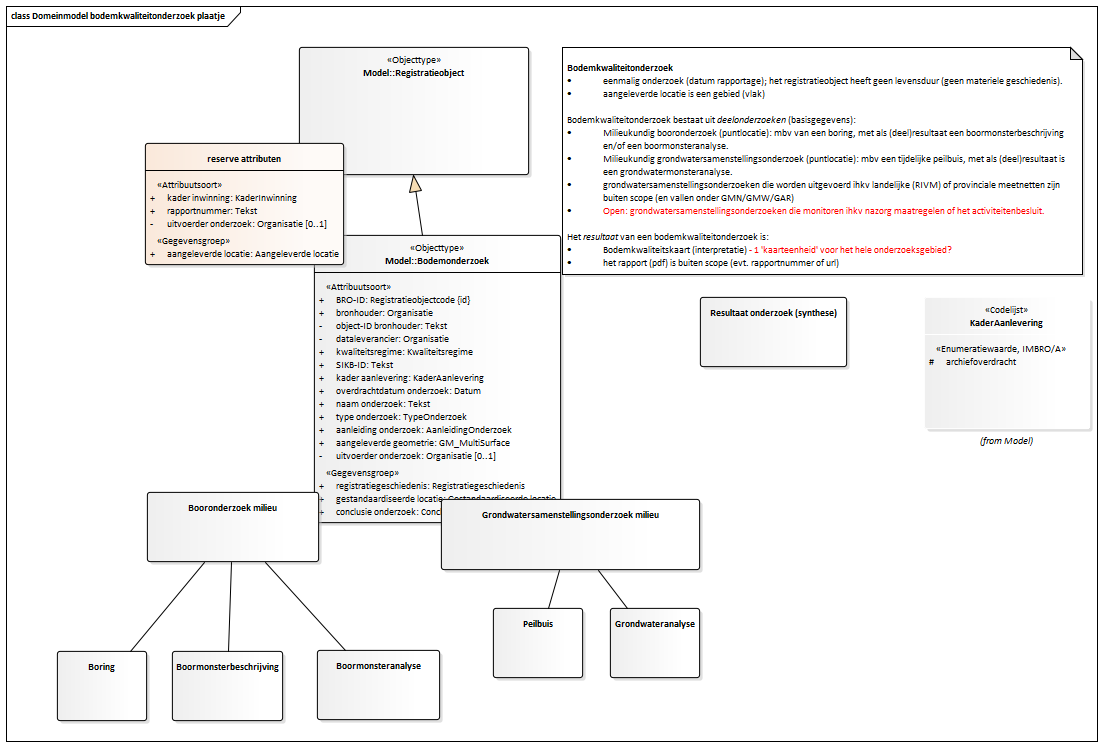 class Domeinmodel bodemkwaliteitonderzoek plaatje
«Objecttype»
Model::Registratieobject
reserve attributen
«Attribuutsoort»
+ kader inwinning: KaderInwinning
+ rapportnummer: Tekst
- uitvoerder onderzoek: Organisatie [0..1]
«Gegevensgroep»
+ aangeleverde locatie: Aangeleverde locatie
Bodemkwaliteitonderzoek
• eenmalig onderzoek (datum rapportage); het registratieobject heeft geen levensduur (geen materiele geschiedenis).
• aangeleverde locatie is een gebied (vlak)
Bodemkwaliteitonderzoek bestaat uit deelonderzoeken (basisgegevens):
• Milieukundig booronderzoek (puntlocatie): mbv van een boring, met als (deel)resultaat een boormonsterbeschrijving
en/of een boormonsteranalyse.
• Milieukundig grondwatersamenstellingsonderzoek (puntlocatie): mbv een tijdelijke peilbuis, met als (deel)resultaat is
een grondwatermonsteranalyse.
• grondwatersamenstellingsonderzoeken die worden uitgevoerd ihkv landelijke (RIVM) of provinciale meetnetten zijn
buiten scope (en vallen onder GMN/GMW/GAR)
• Open: grondwatersamenstellingsonderzoeken die monitoren ihkv nazorg maatregelen of het activiteitenbesluit.
Het resultaat van een bodemkwaliteitonderzoek is:
• Bodemkwaliteitskaart (interpretatie) - 1 'kaarteenheid' voor het hele onderzoeksgebied?
• het rapport (pdf) is buiten scope (evt. rapportnummer of url)
«Objecttype»
Model::Bodemonderzoek
«Attribuutsoort»
+ BRO-ID: Registratieobjectcode {id}
+ bronhouder: Organisatie
- object-ID bronhouder: Tekst
- dataleverancier: Organisatie
+ kwaliteitsregime: Kwaliteitsregime
+ SIKB-ID: Tekst
+ kader aanlevering: KaderAanlevering
+ overdrachtdatum onderzoek: Datum
+ naam onderzoek: Tekst
+ type onderzoek: TypeOnderzoek
+ aanleiding onderzoek: AanleidingOnderzoek
+ aangeleverde geometrie: GM_MultiSurface
- uitvoerder onderzoek: Organisatie [0..1]
«Gegevensgroep»
+ registratiegeschiedenis: Registratiegeschiedenis
+ gestandaardiseerde locatie: Gestandaardiseerde locatie
+ conclusie onderzoek: Conc
Resultaat onderzoek (synthese)
«Codelijst»
KaderAanlevering
«Enumeratiewaarde, IMBRO/A»
# archiefoverdracht
(from Model)
Booronderzoek milieu
Grondwatersamenstellingsonderzoek milieu
Peilbuis
Grondwateranalyse
Boring
Boormonsterbeschrijving
Boormonsteranalyse